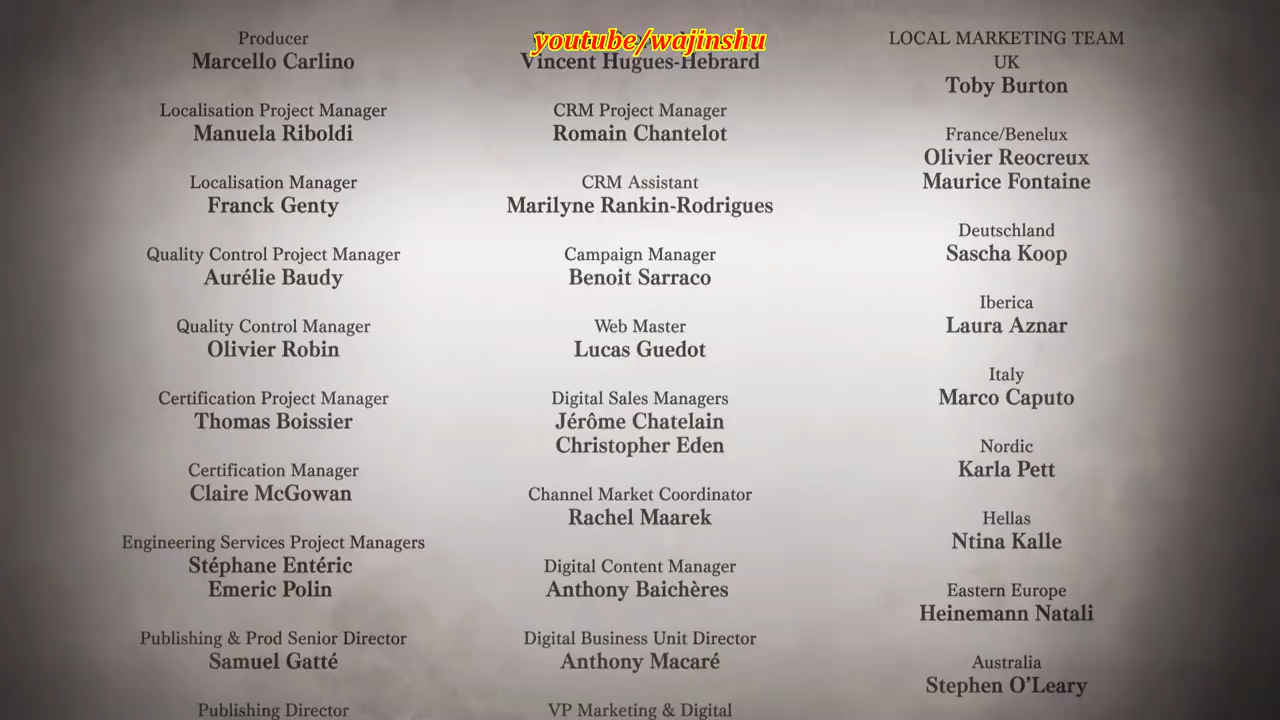 Producer
Marcello Carlino
Localisation Project Manager
Manuela Riboldi
Localisation Manager
Franck Genty
Quality Control Project Manager
Aurélie Baudy
Quality Control Manager
Olivier Robin
Certification Project Manager
Thomas Boissier
Certification Manager
Claire McGowan
Engineering Services Project Managers
Stéphane Entéric
Emeric Polin
Publishing & Prod Senior Director
Samuel Gatté
Publishing Director
youtube/wajinshu
Vincent Hugues-Hebrard
CRM Project Manager
Romain Chantelot
CRM Assistant
Marilyne Rankin-Rodrigues
Campaign Manager
Benoit Sarraco
Web Master
Lucas Guedot
Digital Sales Managers
Jérôme Chatelain
Christopher Eden
Channel Market Coordinator
Rachel Maarek
Digital Content Manager
Anthony Baichères
Digital Business Unit Director
Anthony Macaré
VP Marketing & Digital
LOCAL MARKETING TEAM
UK
Toby Burton
France/Benelux
Olivier Reocreux
Maurice Fontaine
Deutschland
Sascha Koop
Iberica
Laura Aznar
Italy
Marco Caputo
Nordic
Karla Pett
Hellas
Ntina Kalle
Eastern Europe
Heinemann Natali
Australia
Stephen O'Leary